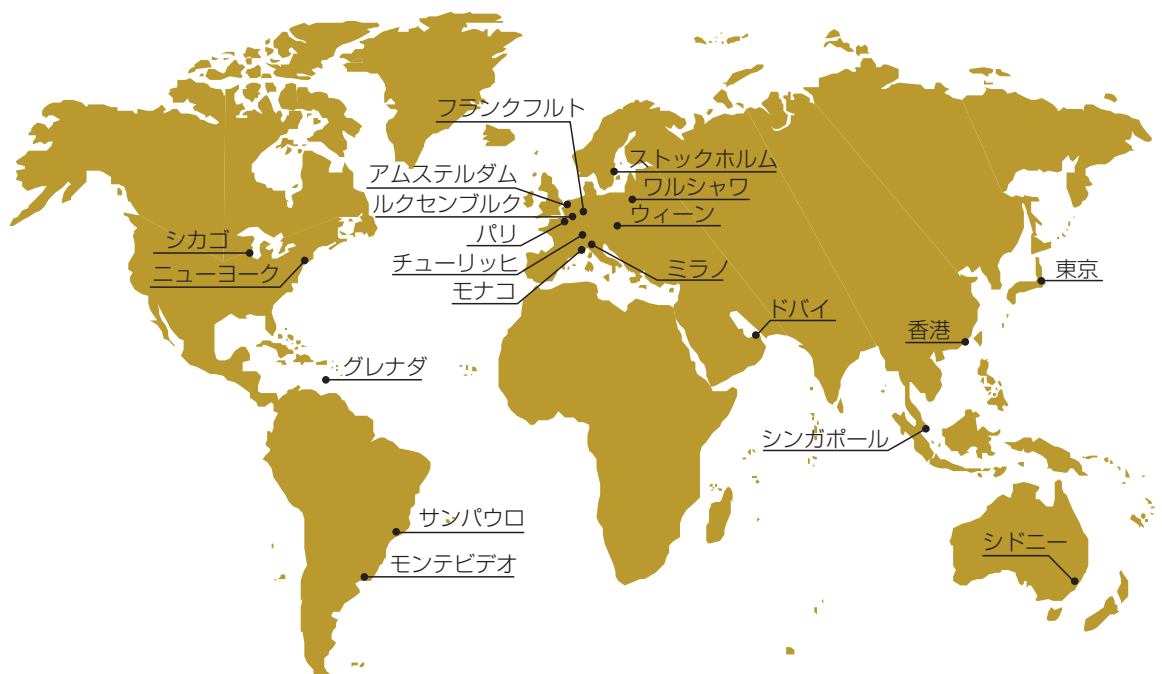 フランクフルト
ストックホルム
アムステルダム
ワルシャワ
ルクセンブルク
ウィーン
パリ
シカゴ
チューリッヒ
ミラノ
東京
ニューヨーク
モナコ
ドバイ
香港
グレナダ
シンガポール
サンパウロ
シドニー
モンテビデオ